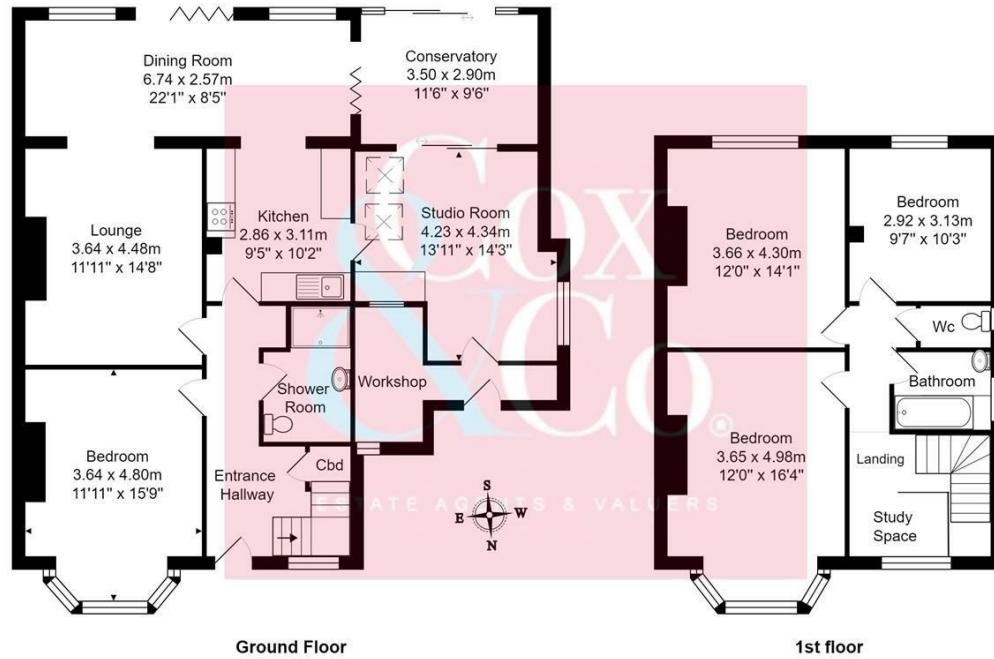 Dining Room
6.74 x 2.57m
22'1" x 8'5"
Conservatory
3.50 x 2.90m
11'6" x 9'6"
Lounge
3.64 x 4.48m
11'11" x 14'8"
Kitchen
2.86 x 3.11m
9'5" x 10'2"
Studio Room
4.23 x 4.34m
13'11" x 14'3"
Workshop
Shower
Room
Bedroom
3.64 x 4.80m
11'11" x 15'9"
Entrance
Hallway
Cbd
Bedroom
3.66 x 4.30m
12'0" x 14'1"
Bedroom
2.92 x 3.13m
9'7" x 10'3"
Wc
Bathroom
Bedroom
3.65 x 4.98m
12'0" x 16'4"
Landing
Study
Space
S
E W
N
Cox
&Co®
ESTATE AGENTS & VALUERS
Ground Floor
1st floor